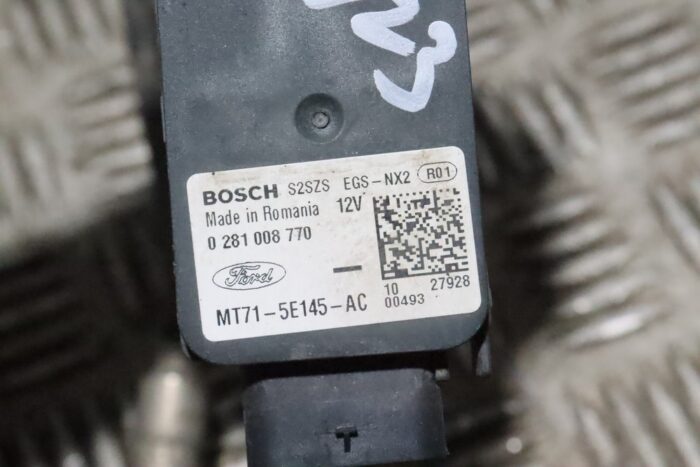 N3
BOSCH S2SZS EGS-NX2 R01
Made in Romania 12V
0 281 008 770
Ford
—
10 27928
MT71-5E145-AC 00493
T